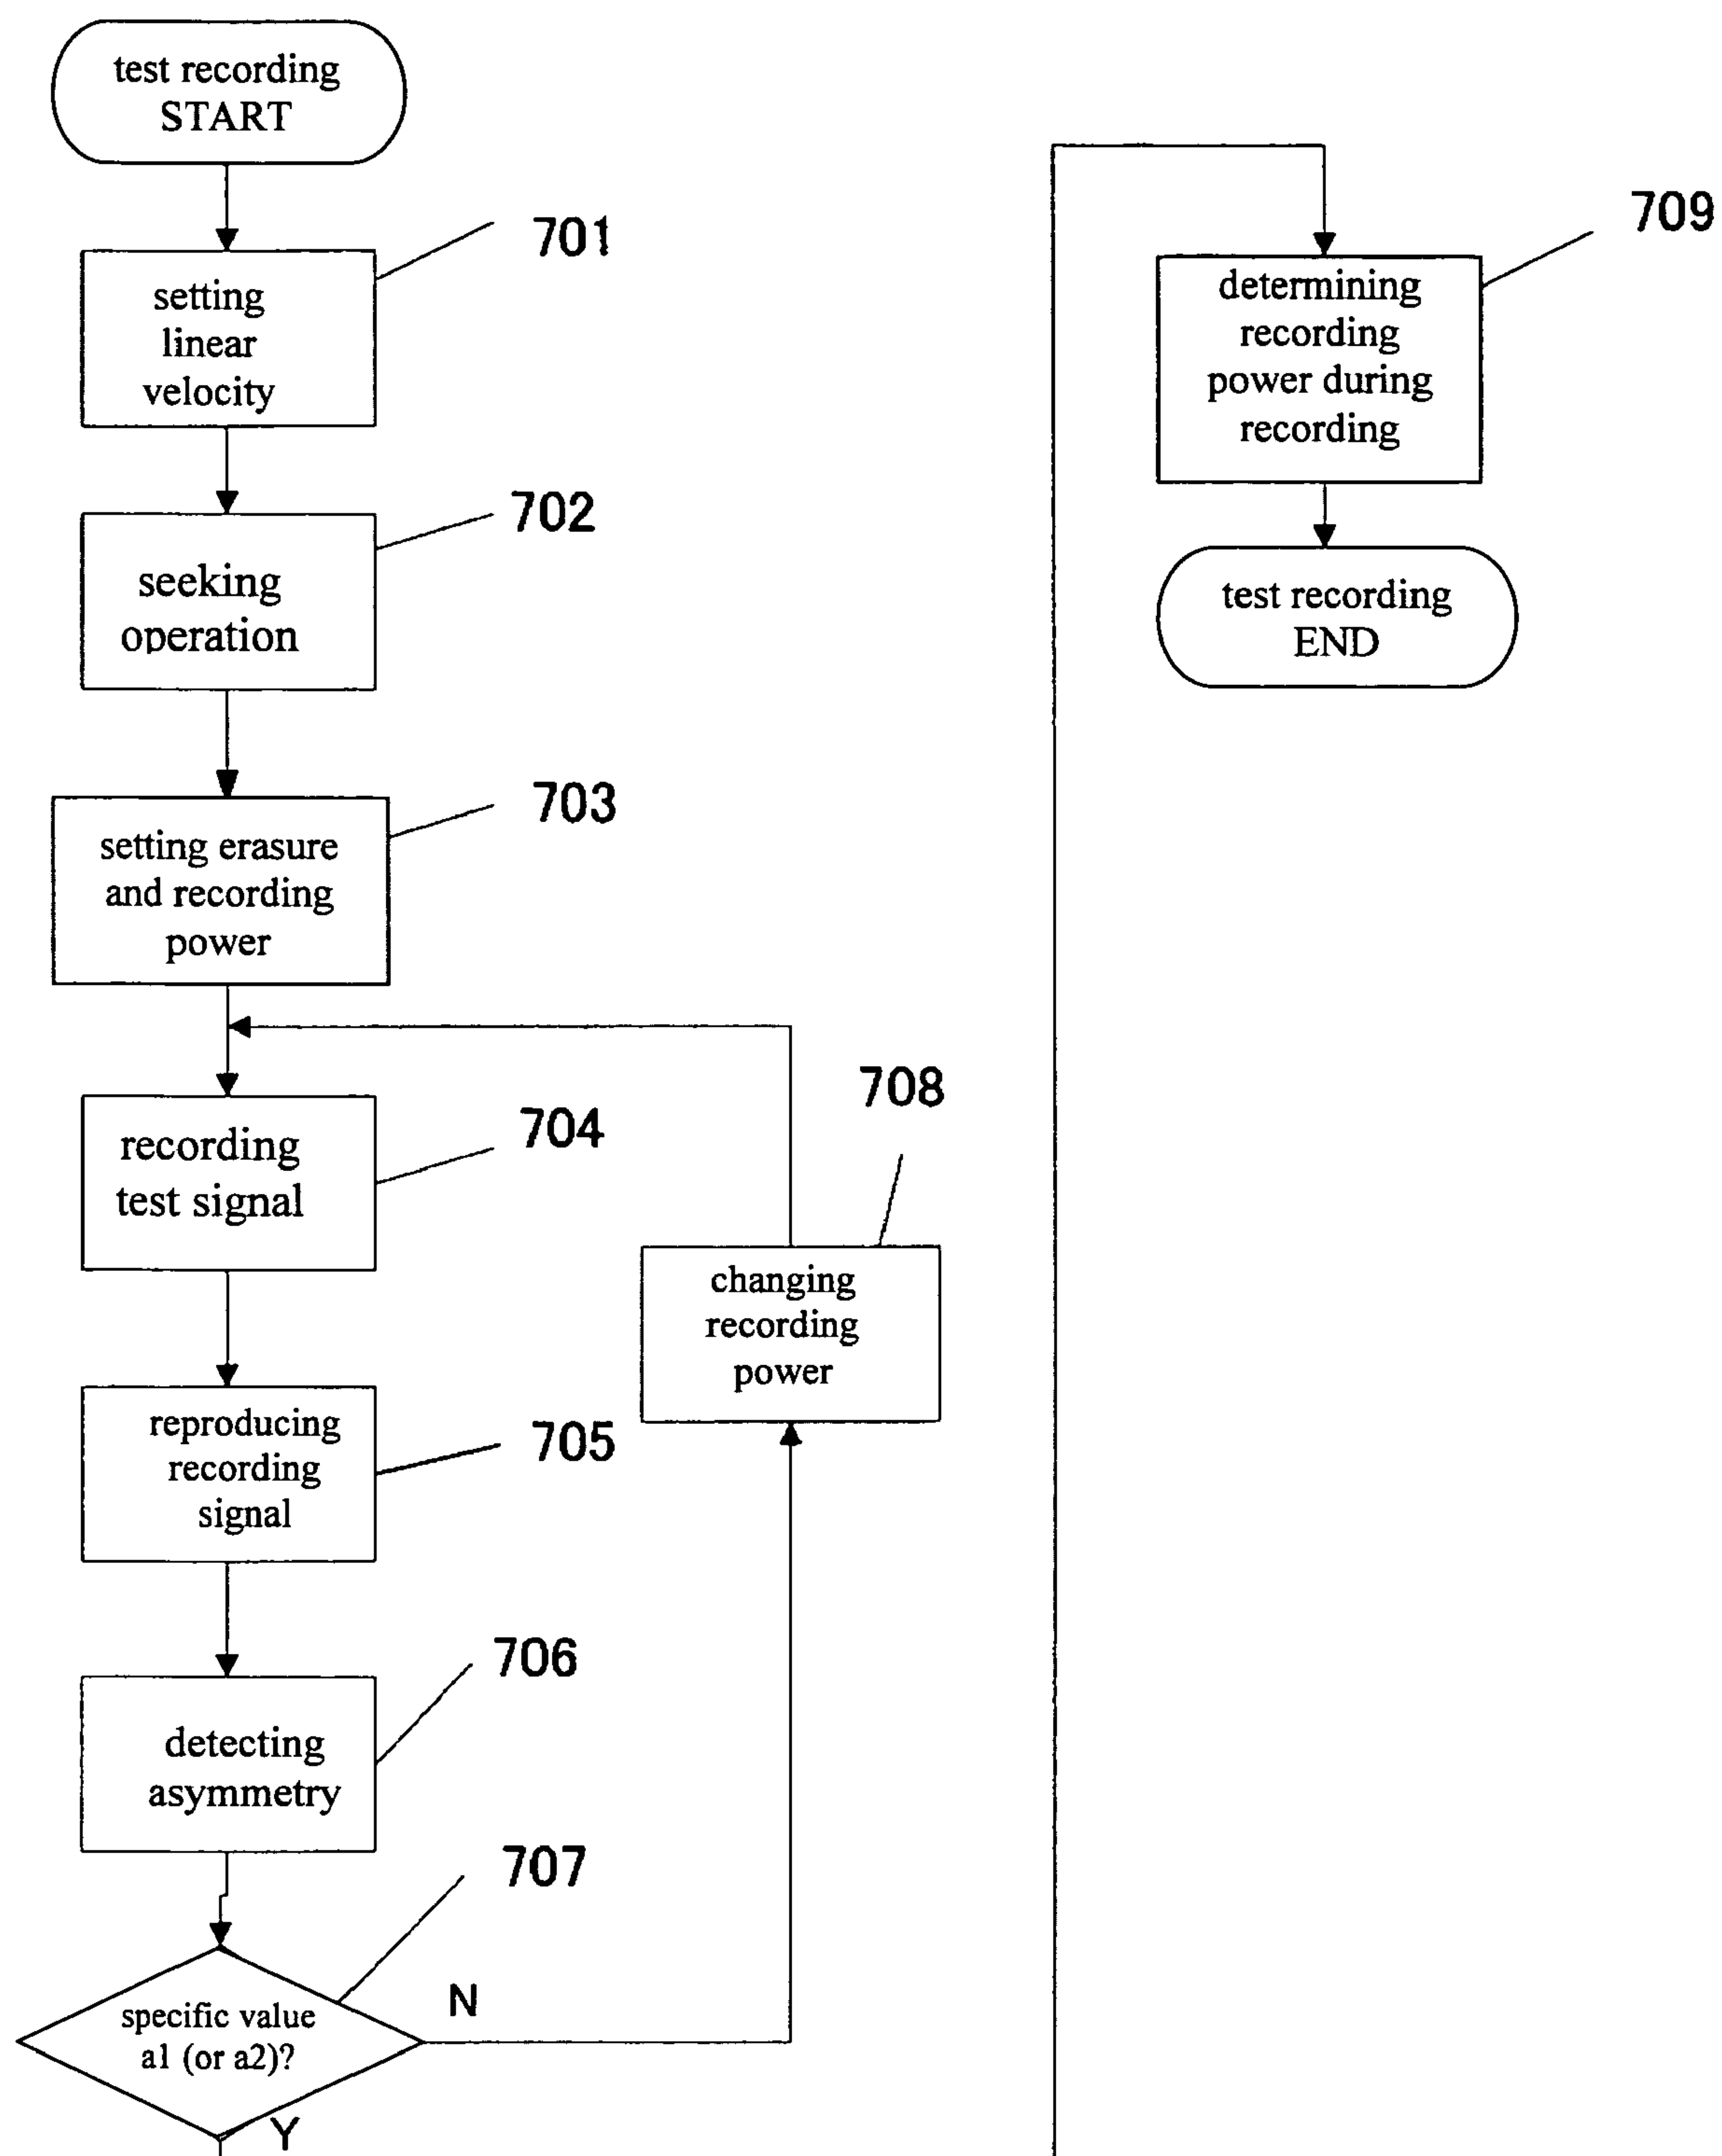 test recording
START
701
setting
linear
velocity
702
seeking
operation
703
setting erasure
and recording
power
704
recording
test signal
705
reproducing
recording
signal
706
detecting
asymmetry
707
specific value
a1 (or a2)?
N
Y
708
changing
recording
power
709
determining
recording
power during
recording
test recording
END